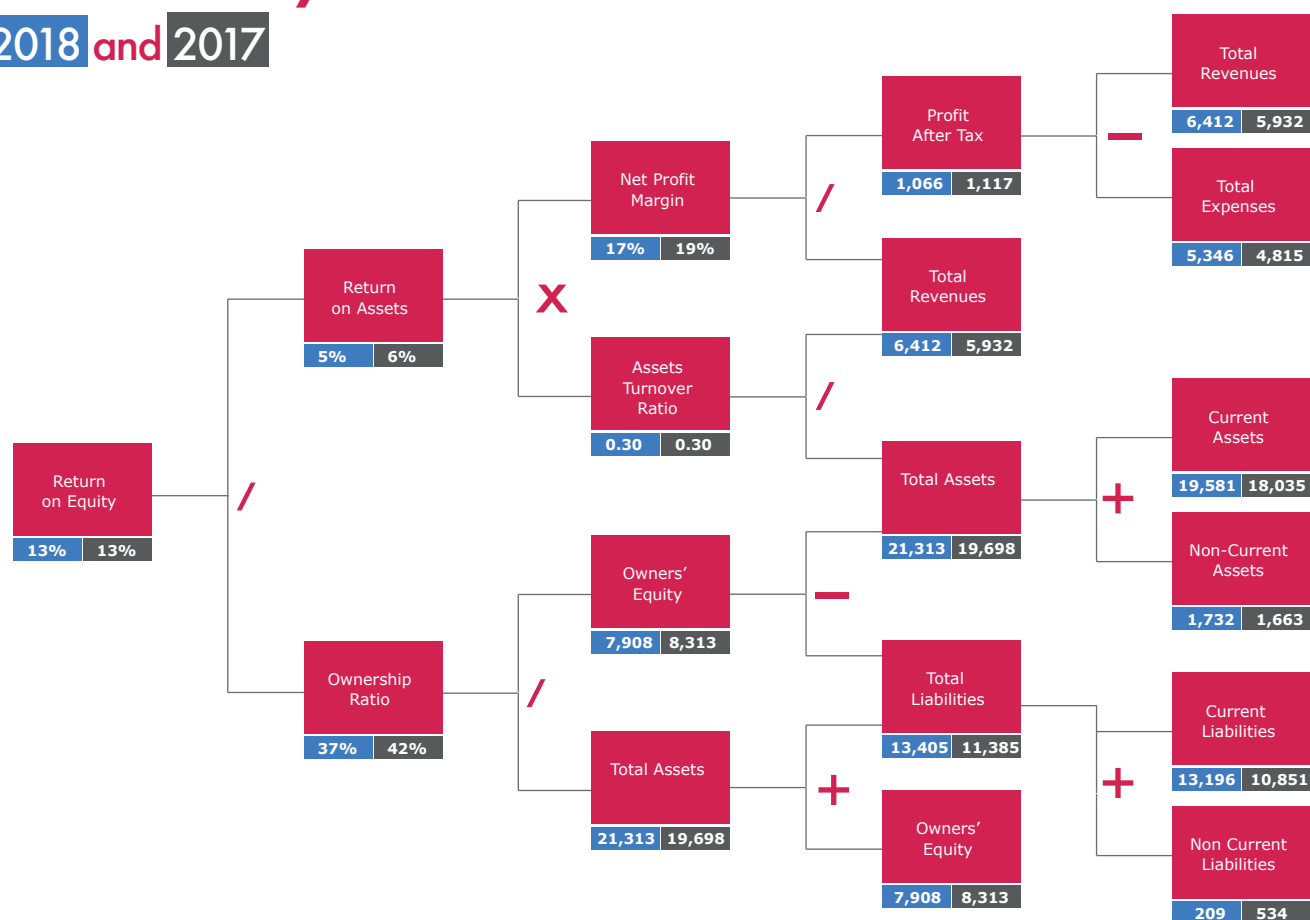 2018 and 2017
Total
Revenues
6,412 5,932
Profit
After Tax
1,066 1,117
Total
Expenses
5,346 4,815
Net Profit
Margin
17% 19%
Total
Revenues
6,412 5,932
Return
on Assets
5% 6%
X
Assets
Turnover
Ratio
0.30 0.30
/
/
Current
Assets
19,581 18,035
Return
on Equity
13% 13%
/
Total Assets
21,313 19,698
+
—
Non-Current
Assets
1,732 1,663
Owners’
Equity
7,908 8,313
—
Ownership
Ratio
37% 42%
/
Total
Liabilities
13,405 11,385
Current
Liabilities
13,196 10,851
Total Assets
21,313 19,698
+
+
Owners’
Equity
7,908 8,313
Non Current
Liabilities
209 534